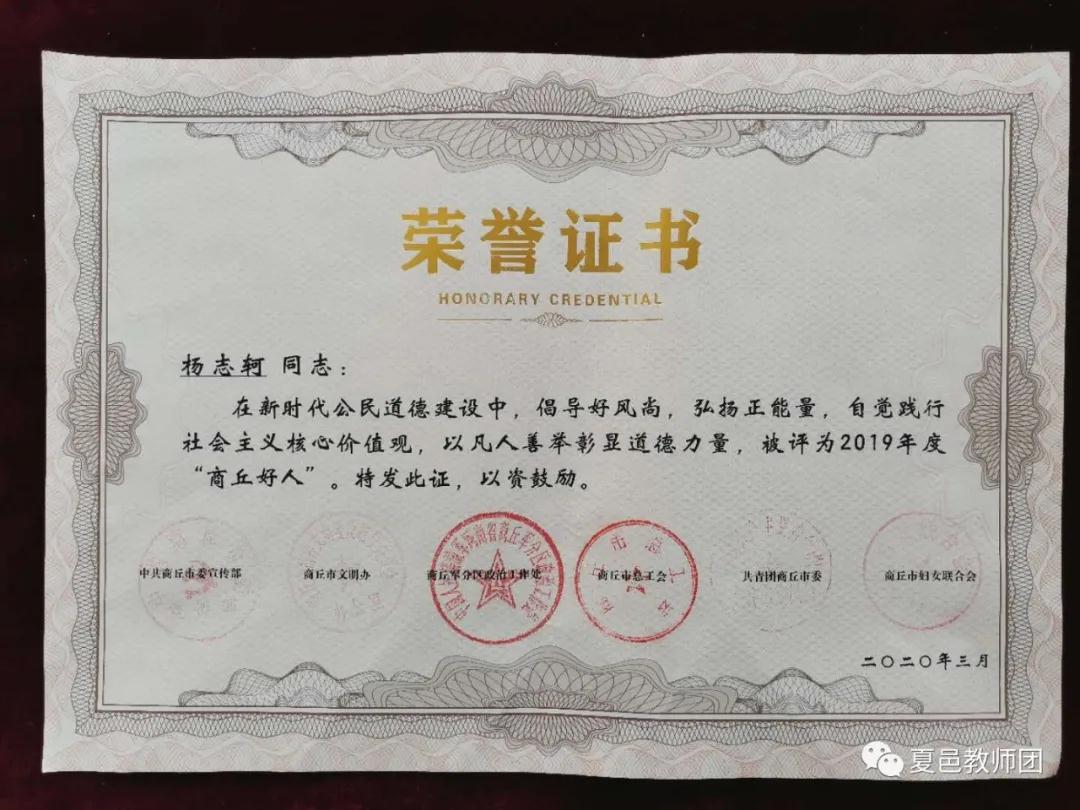 荣誉证书
HONORARY CREDENTIAL
杨志轲 同志：
在新时代公民道德建设中，倡导好风尚，弘扬正能量，自觉践行
社会主义核心价值观，以凡人善举彰显道德力量，被评为2019年度
“商丘好人”。特发此证，以资鼓励。
中共商丘市委宣传部 商丘市文明办 商丘军分区政治工作处 商丘市总工会 共青团商丘市委 商丘市妇女联合会
二〇二〇年三月
夏邑教师团